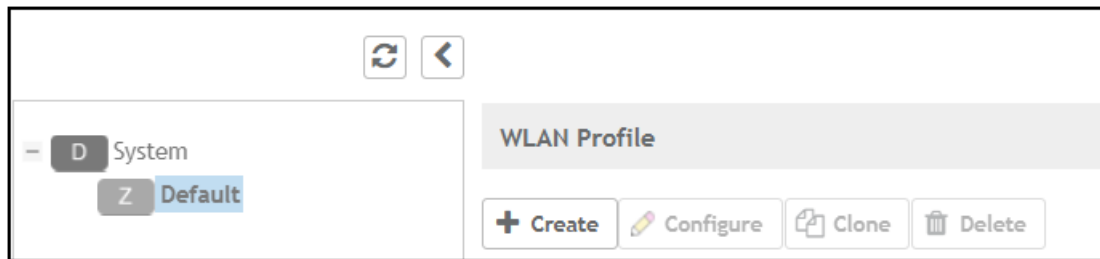 D System
Z Default
WLAN Profile
Create Configure Clone Delete